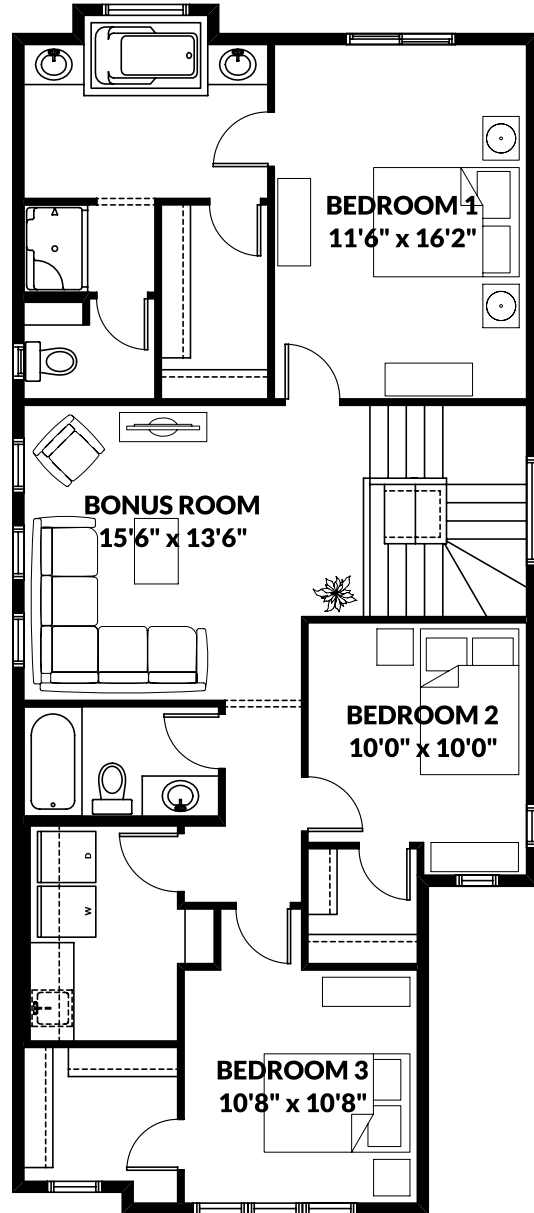 BEDROOM 1
11'6" x 16'2"
BONUS ROOM
15'6" x 13'6"
BEDROOM 2
10'0" x 10'0"
D
W
BEDROOM 3
10'8" x 10'8"